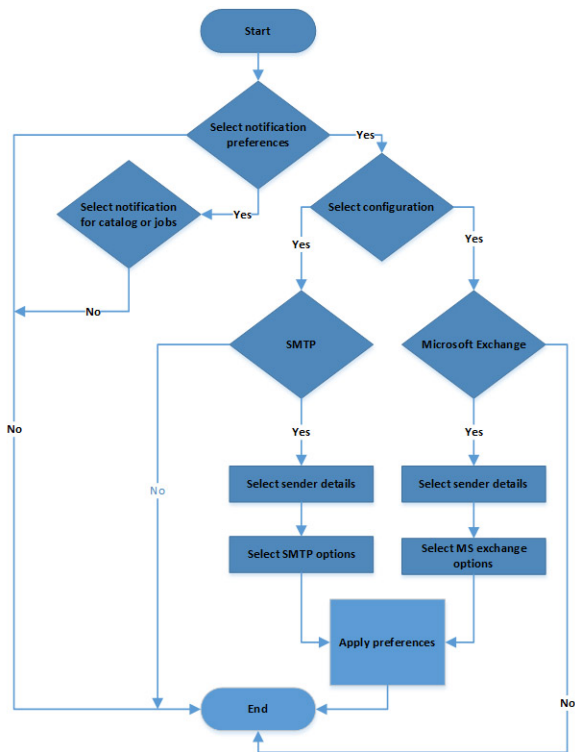 Start
Select notification
preferences
Yes
Select notification
for catalog or jobs
Yes
Select configuration
Yes
Yes
No
SMTP
Microsoft Exchange
No
Yes
Yes
No
Select sender details
Select sender details
Select SMTP options
Select MS exchange
options
Apply preferences
No
End